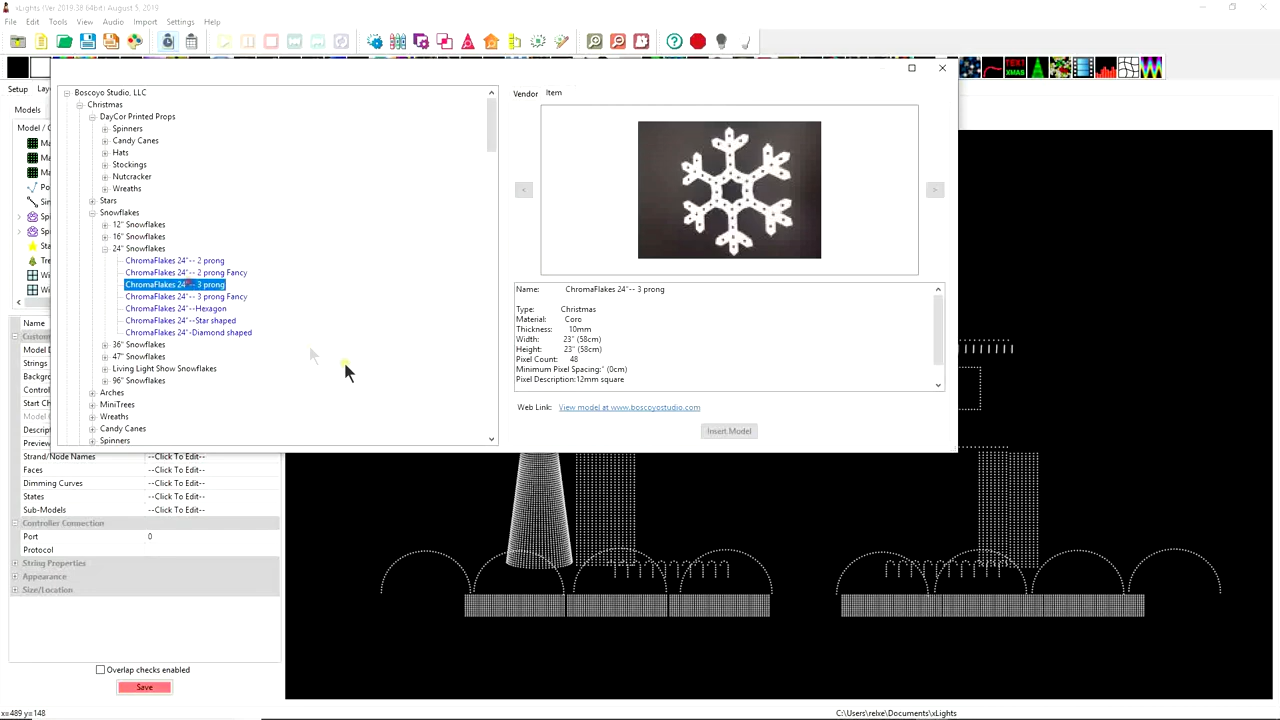 xLights (Ver 2019.38 64bit) August 5, 2019
File Edit Tools View Audio Import Settings Help
TEXT
XMAS
Setup
Models
Boscoyo Studio, LLC
Christmas
DayCor Printed Props
Spinners
Candy Canes
Hats
Stockings
Nutcracker
Wreaths
Stars
Snowflakes
12" Snowflakes
16" Snowflakes
24" Snowflakes
ChromaFlakes 24"-- 2 prong
ChromaFlakes 24"-- 2 prong Fancy
ChromaFlakes 24"-- 3 prong
ChromaFlakes 24"-- 3 prong Fancy
ChromaFlakes 24"--Hexagon
ChromaFlakes 24"--Star shaped
ChromaFlakes 24"-Diamond shaped
36" Snowflakes
47" Snowflakes
Living Light Show Snowflakes
96" Snowflakes
Arches
MiniTrees
Wreaths
Candy Canes
Spinners
Vendor Item
< >
Name: ChromaFlakes 24"-- 3 prong
Type: Christmas
Material: Coro
Thickness: 10mm
Width: 23" (58cm)
Height: 23" (58cm)
Pixel Count: 48
Minimum Pixel Spacing:" (0cm)
Pixel Description:12mm square
Web Link: View model at www.boscoyostudio.com
Insert Model
Name
Strings
Strand/Node Names --Click To Edit--
Faces --Click To Edit--
Dimming Curves --Click To Edit--
States --Click To Edit--
Sub-Models --Click To Edit--
Controller Connection
Port 0
Protocol
String Properties
Appearance
Size/Location
Overlap checks enabled
Save
x=489 y=148
C:\Users\relxe\Documents\xLights